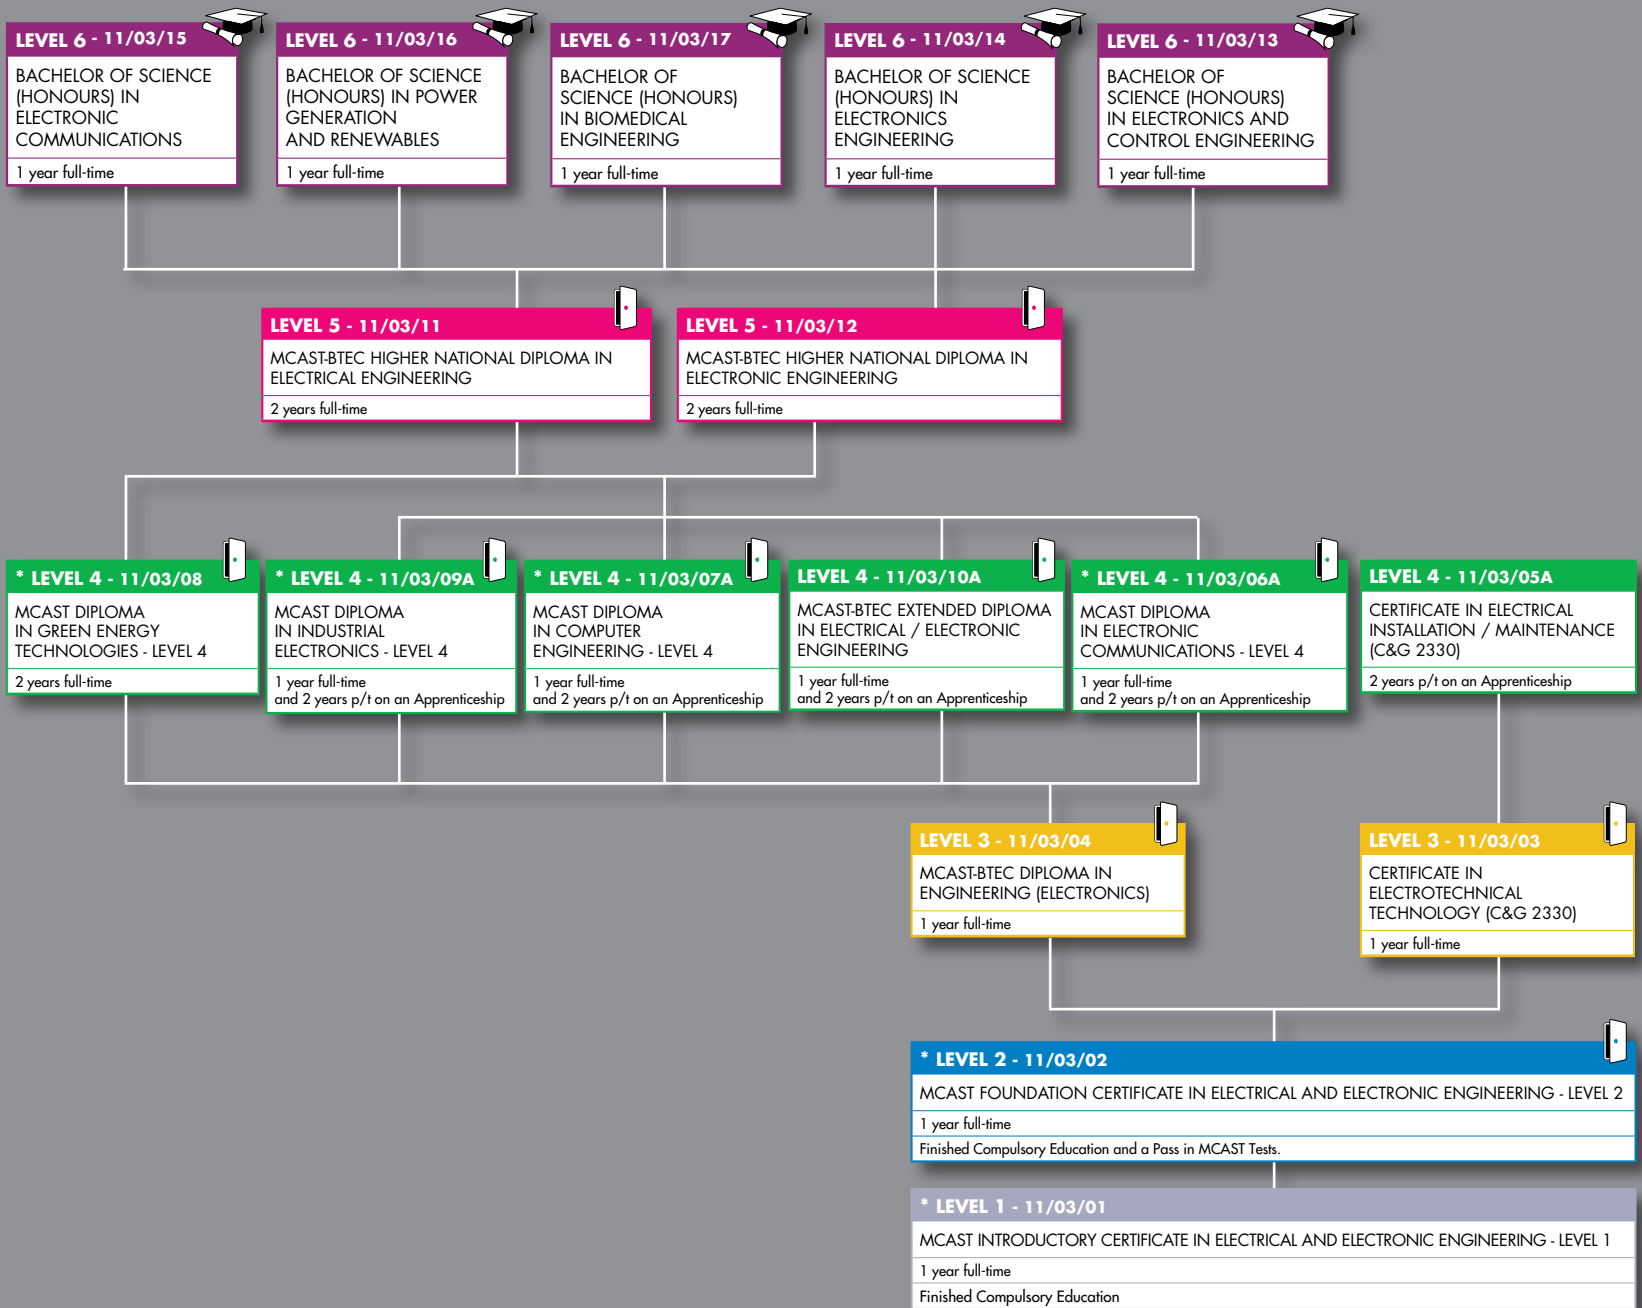 LEVEL 6 - 11/03/15
BACHELOR OF SCIENCE
(HONOURS) IN
ELECTRONIC
COMMUNICATIONS
1 year full-time
LEVEL 6 - 11/03/16
BACHELOR OF SCIENCE
(HONOURS) IN POWER
GENERATION
AND RENEWABLES
1 year full-time
LEVEL 6 - 11/03/17
BACHELOR OF
SCIENCE (HONOURS)
IN BIOMEDICAL
ENGINEERING
1 year full-time
LEVEL 6 - 11/03/14
BACHELOR OF SCIENCE
(HONOURS) IN
ELECTRONICS
ENGINEERING
1 year full-time
LEVEL 6 - 11/03/13
BACHELOR OF
SCIENCE (HONOURS)
IN ELECTRONICS AND
CONTROL ENGINEERING
1 year full-time
LEVEL 5 - 11/03/11
MCAST-BTEC HIGHER NATIONAL DIPLOMA IN
ELECTRICAL ENGINEERING
2 years full-time
LEVEL 5 - 11/03/12
MCAST-BTEC HIGHER NATIONAL DIPLOMA IN
ELECTRONIC ENGINEERING
2 years full-time
* LEVEL 4 - 11/03/08
MCAST DIPLOMA
IN GREEN ENERGY
TECHNOLOGIES - LEVEL 4
2 years full-time
* LEVEL 4 - 11/03/09A
MCAST DIPLOMA
IN INDUSTRIAL
ELECTRONICS - LEVEL 4
1 year full-time
and 2 years p/t on an Apprenticeship
* LEVEL 4 - 11/03/07A
MCAST DIPLOMA
IN COMPUTER
ENGINEERING - LEVEL 4
1 year full-time
and 2 years p/t on an Apprenticeship
LEVEL 4 - 11/03/10A
MCAST-BTEC EXTENDED DIPLOMA
IN ELECTRICAL / ELECTRONIC
ENGINEERING
1 year full-time
and 2 years p/t on an Apprenticeship
* LEVEL 4 - 11/03/06A
MCAST DIPLOMA
IN ELECTRONIC
COMMUNICATIONS - LEVEL 4
1 year full-time
and 2 years p/t on an Apprenticeship
LEVEL 4 - 11/03/05A
CERTIFICATE IN ELECTRICAL
INSTALLATION / MAINTENANCE
(C&G 2330)
2 years p/t on an Apprenticeship
LEVEL 3 - 11/03/04
MCAST-BTEC DIPLOMA IN
ENGINEERING (ELECTRONICS)
1 year full-time
LEVEL 3 - 11/03/03
CERTIFICATE IN
ELECTROTECHNICAL
TECHNOLOGY (C&G 2330)
1 year full-time
* LEVEL 2 - 11/03/02
MCAST FOUNDATION CERTIFICATE IN ELECTRICAL AND ELECTRONIC ENGINEERING - LEVEL 2
1 year full-time
Finished Compulsory Education and a Pass in MCAST Tests.
* LEVEL 1 - 11/03/01
MCAST INTRODUCTORY CERTIFICATE IN ELECTRICAL AND ELECTRONIC ENGINEERING - LEVEL 1
1 year full-time
Finished Compulsory Education